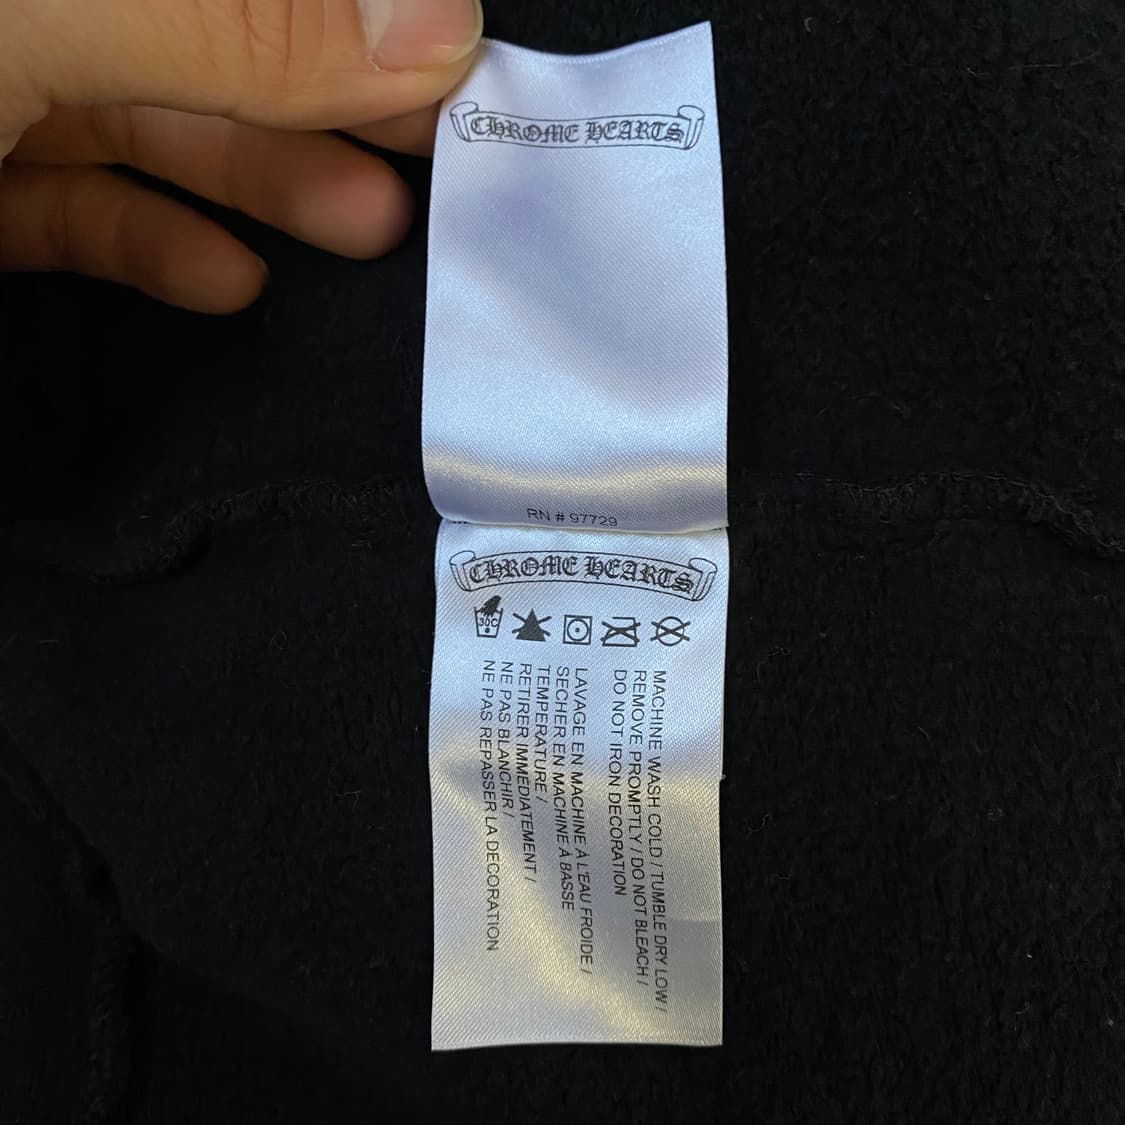 CHROME HEARTS
RN # 97729
CHROME HEARTS
30C
MACHINE WASH COLD / TUMBLE DRY LOW /
REMOVE PROMPTLY / DO NOT BLEACH /
DO NOT IRON DECORATION
LAVAGE EN MACHINE À L'EAU FROIDE /
SECHER EN MACHINE À BASSE
TEMPERATURE /
RETIRER IMMÉDIATEMENT /
NE PAS BLANCHIR /
NE PAS REPASSER LA DECORATION